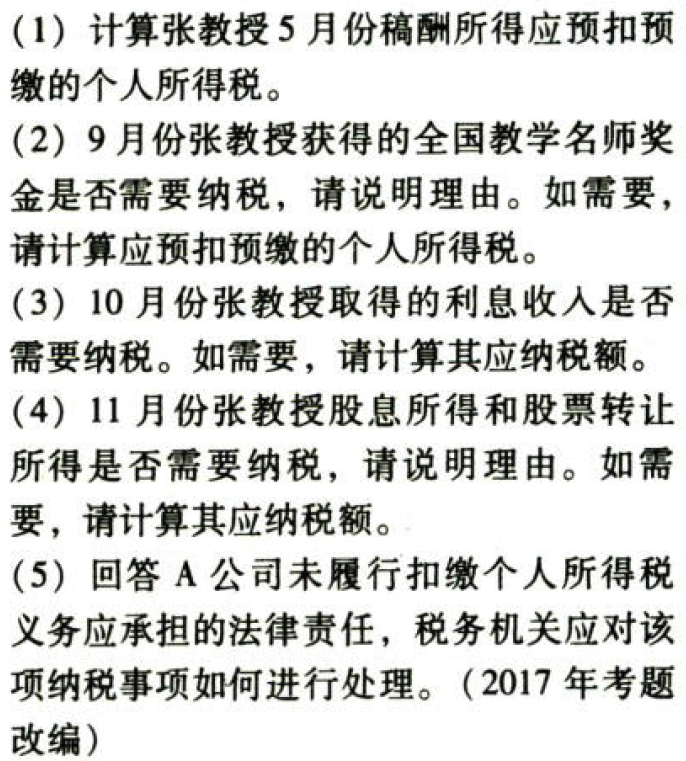 (1) 计算张教授 5 月份稿酬所得应预扣预
缴的个人所得税。
(2) 9 月份张教授获得的全国教学名师奖
金是否需要纳税，请说明理由。如需要，
请计算应预扣预缴的个人所得税。
(3) 10 月份张教授取得的利息收入是否
需要纳税。如需要，请计算其应纳税额。
(4) 11 月份张教授股息所得和股票转让
所得是否需要纳税，请说明理由。如需
要，请计算其应纳税额。
(5) 回答 A 公司未履行扣缴个人所得税
义务应承担的法律责任，税务机关应对该
项纳税事项如何进行处理。（2017 年考题
改编）